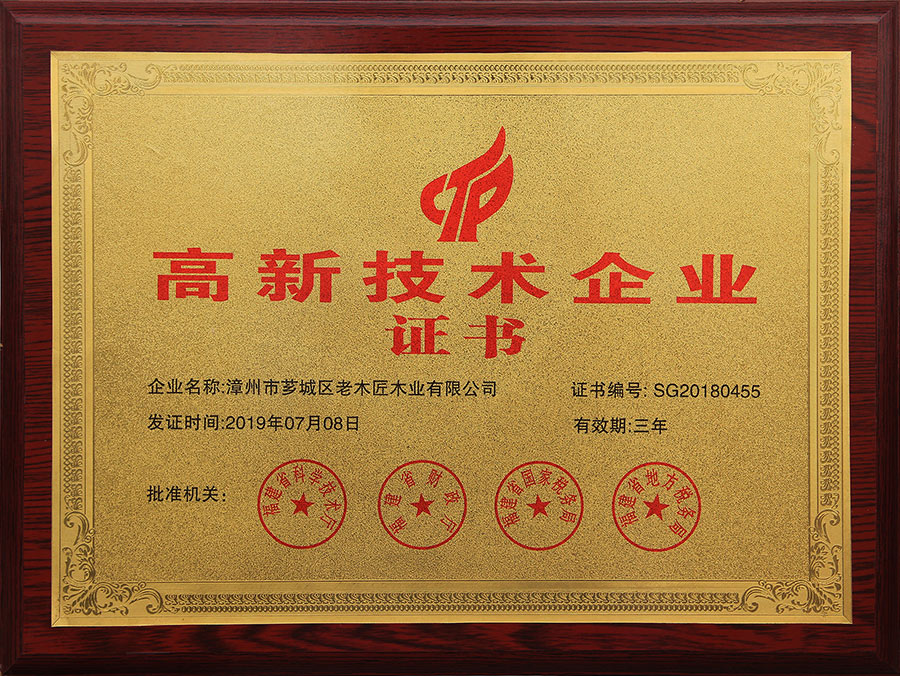 CTP
高新技术企业
证书
企业名称:漳州市芗城区老木匠木业有限公司
证书编号: SG20180455
发证时间:2019年07月08日
有效期:三年
批准机关:
福建省科学技术厅
福建省财政厅
福建省国家税务局
福建省地方税务局